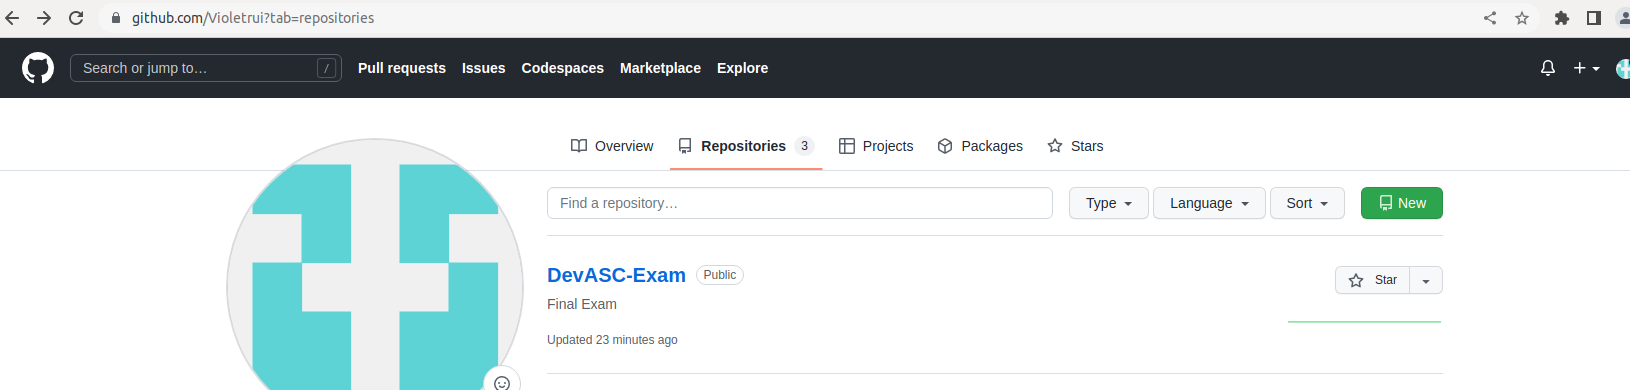 github.com/Violetrui?tab=repositories
Search or jump to… / Pull requests Issues Codespaces Marketplace Explore
Overview Repositories 3 Projects Packages Stars
Find a repository… Type Language Sort New
DevASC-Exam Public Star
Final Exam
Updated 23 minutes ago